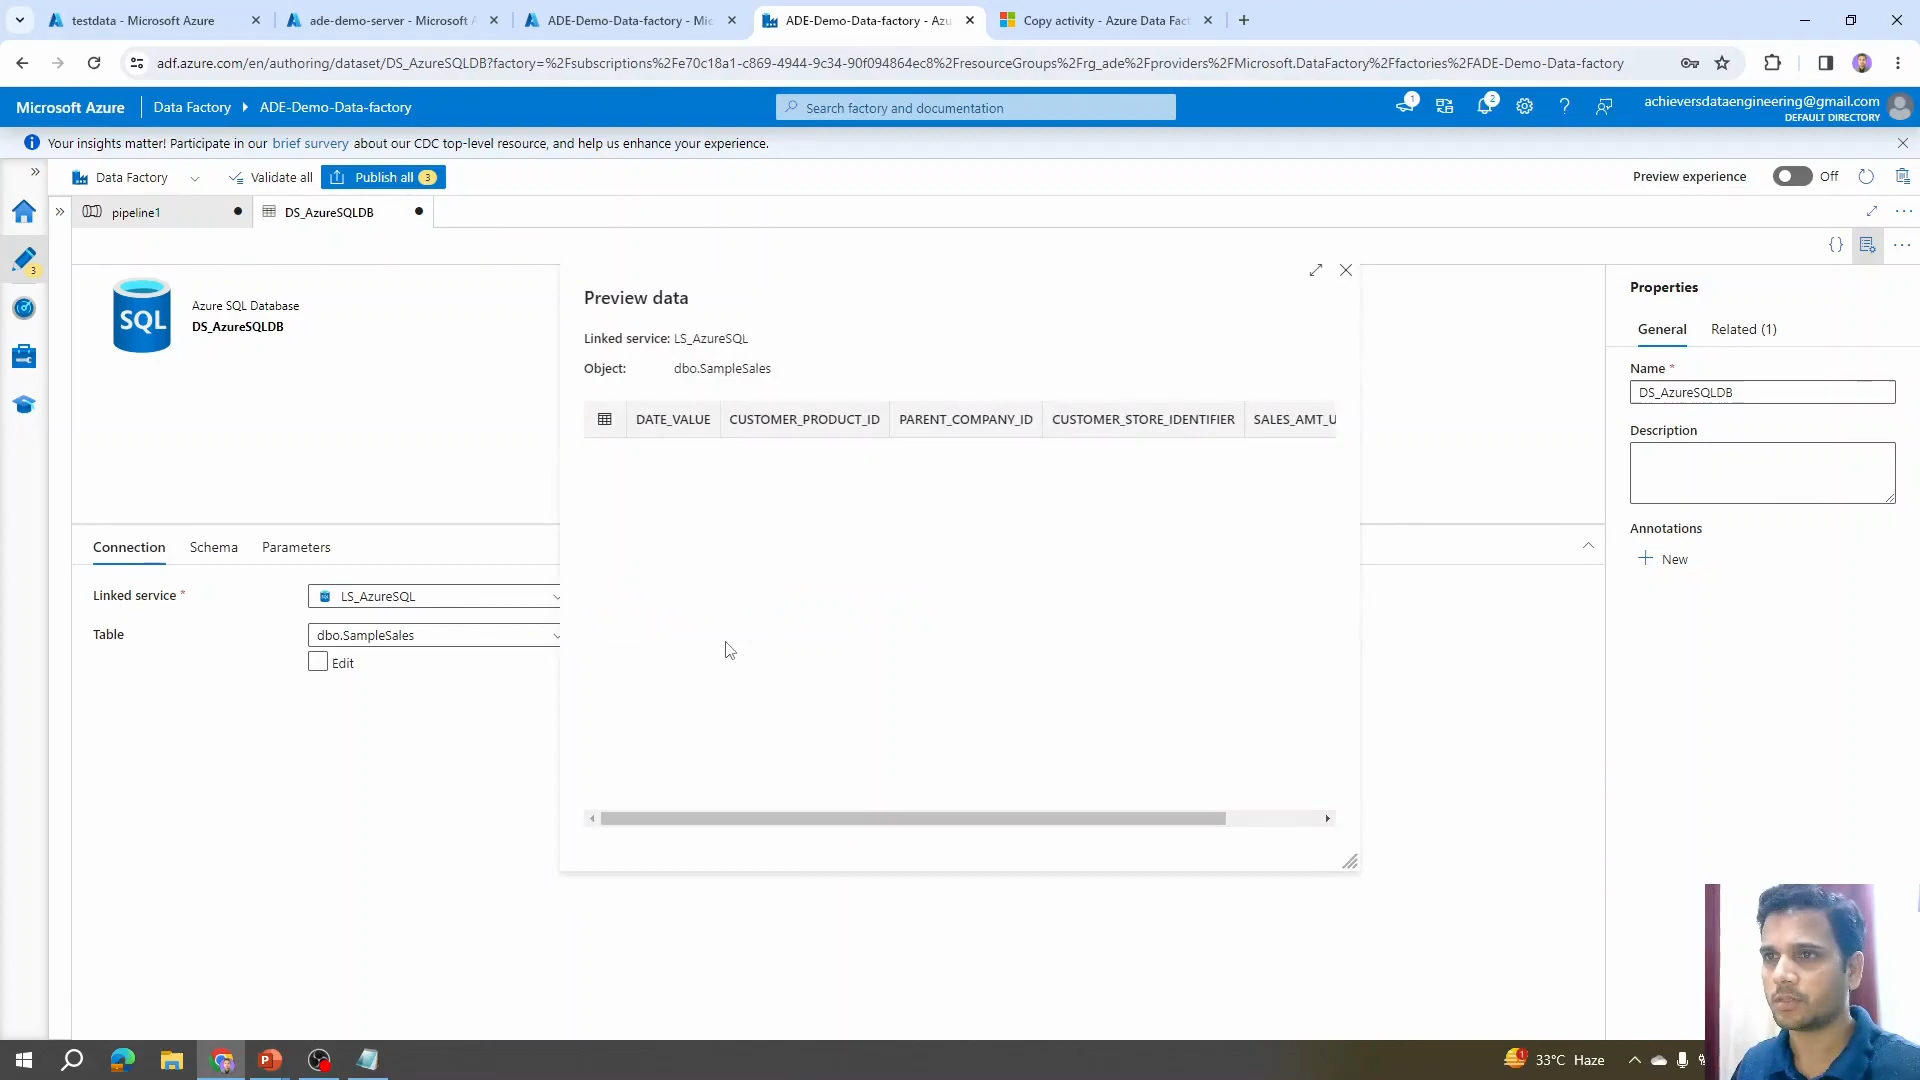 testdata - Microsoft Azure
ade-demo-server - Microsoft A
ADE-Demo-Data-factory - Mic
ADE-Demo-Data-factory - Azu
Copy activity - Azure Data Fact
adf.azure.com/en/authoring/dataset/DS_AzureSQLDB?factory=%2Fsubscriptions%2Fe70c18a1-c869-4944-9c34-90f094864ec8%2FresourceGroups%2Frg_ade%2Fproviders%2FMicrosoft.DataFactory%2Ffactories%2FADE-Demo-Data-factory
Microsoft Azure
Data Factory
ADE-Demo-Data-factory
Search factory and documentation
1
2
achieversdataengineering@gmail.com
DEFAULT DIRECTORY
Your insights matter! Participate in our brief survey about our CDC top-level resource, and help us enhance your experience.
Data Factory
Validate all
Publish all 3
Preview experience
Off
pipeline1
DS_AzureSQLDB
3
SQL
Azure SQL Database
DS_AzureSQLDB
Preview data
Linked service: LS_AzureSQL
Object: dbo.SampleSales
DATE_VALUE CUSTOMER_PRODUCT_ID PARENT_COMPANY_ID CUSTOMER_STORE_IDENTIFIER SALES_AMT_U
Connection
Schema
Parameters
Linked service *
LS_AzureSQL
Table
dbo.SampleSales
Edit
Properties
General
Related (1)
Name *
DS_AzureSQLDB
Description
Annotations
New
1
33°C Haze